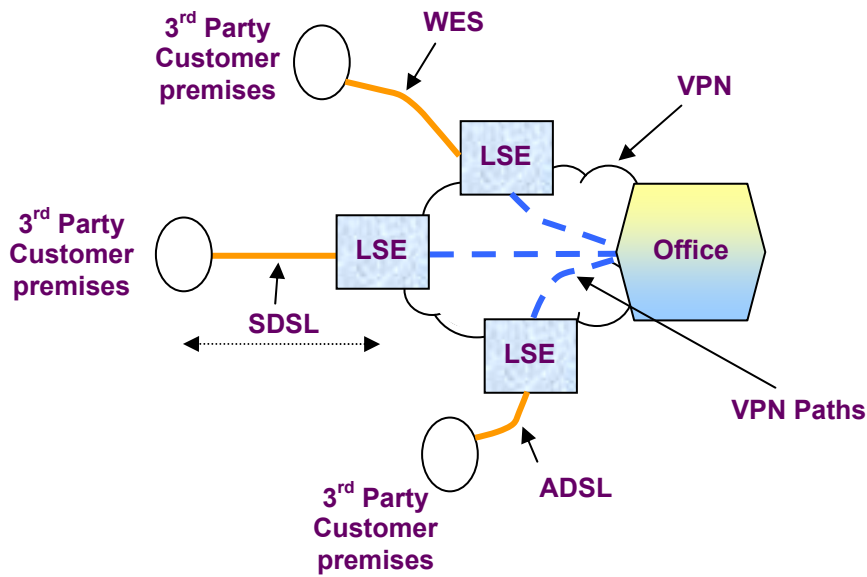 3rd Party
Customer
premises
WES
VPN
LSE
3rd Party
Customer
premises
LSE
Office
SDSL
LSE
VPN Paths
3rd Party
Customer
premises
ADSL